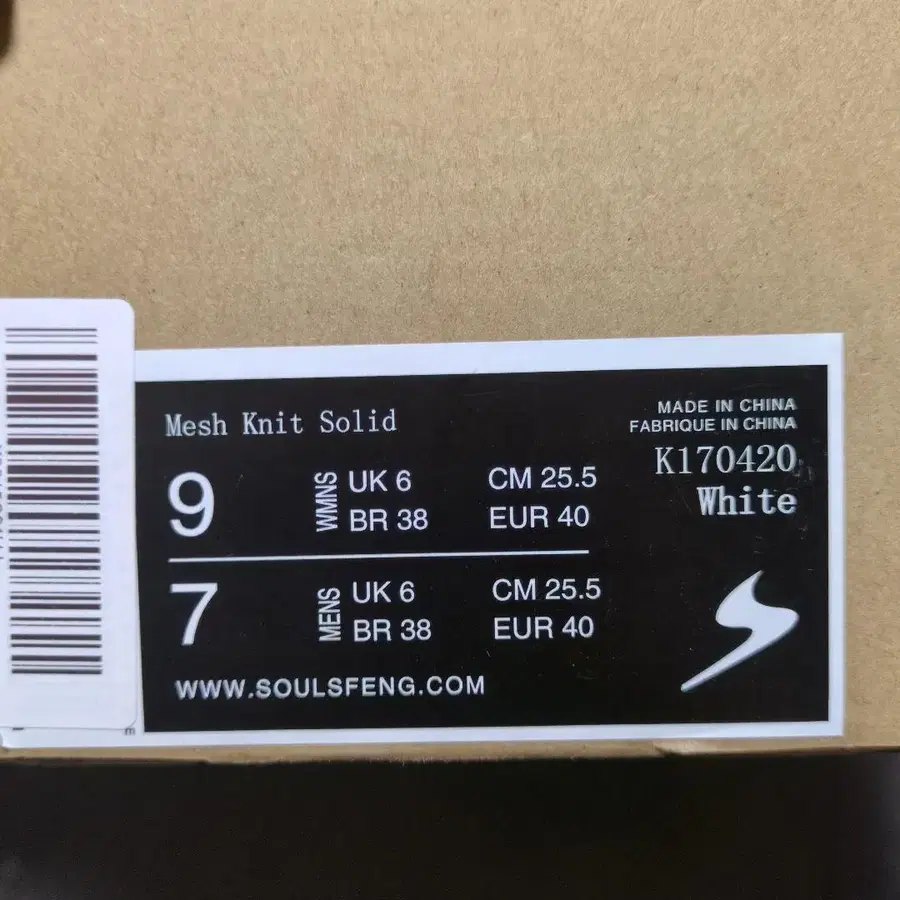 Mesh Knit Solid
MADE IN CHINA
FABRIQUE IN CHINA
K170420
White
9 WMNS UK 6 CM 25.5
BR 38 EUR 40
7 MENS UK 6 CM 25.5
BR 38 EUR 40
WWW.SOULSFENG.COM